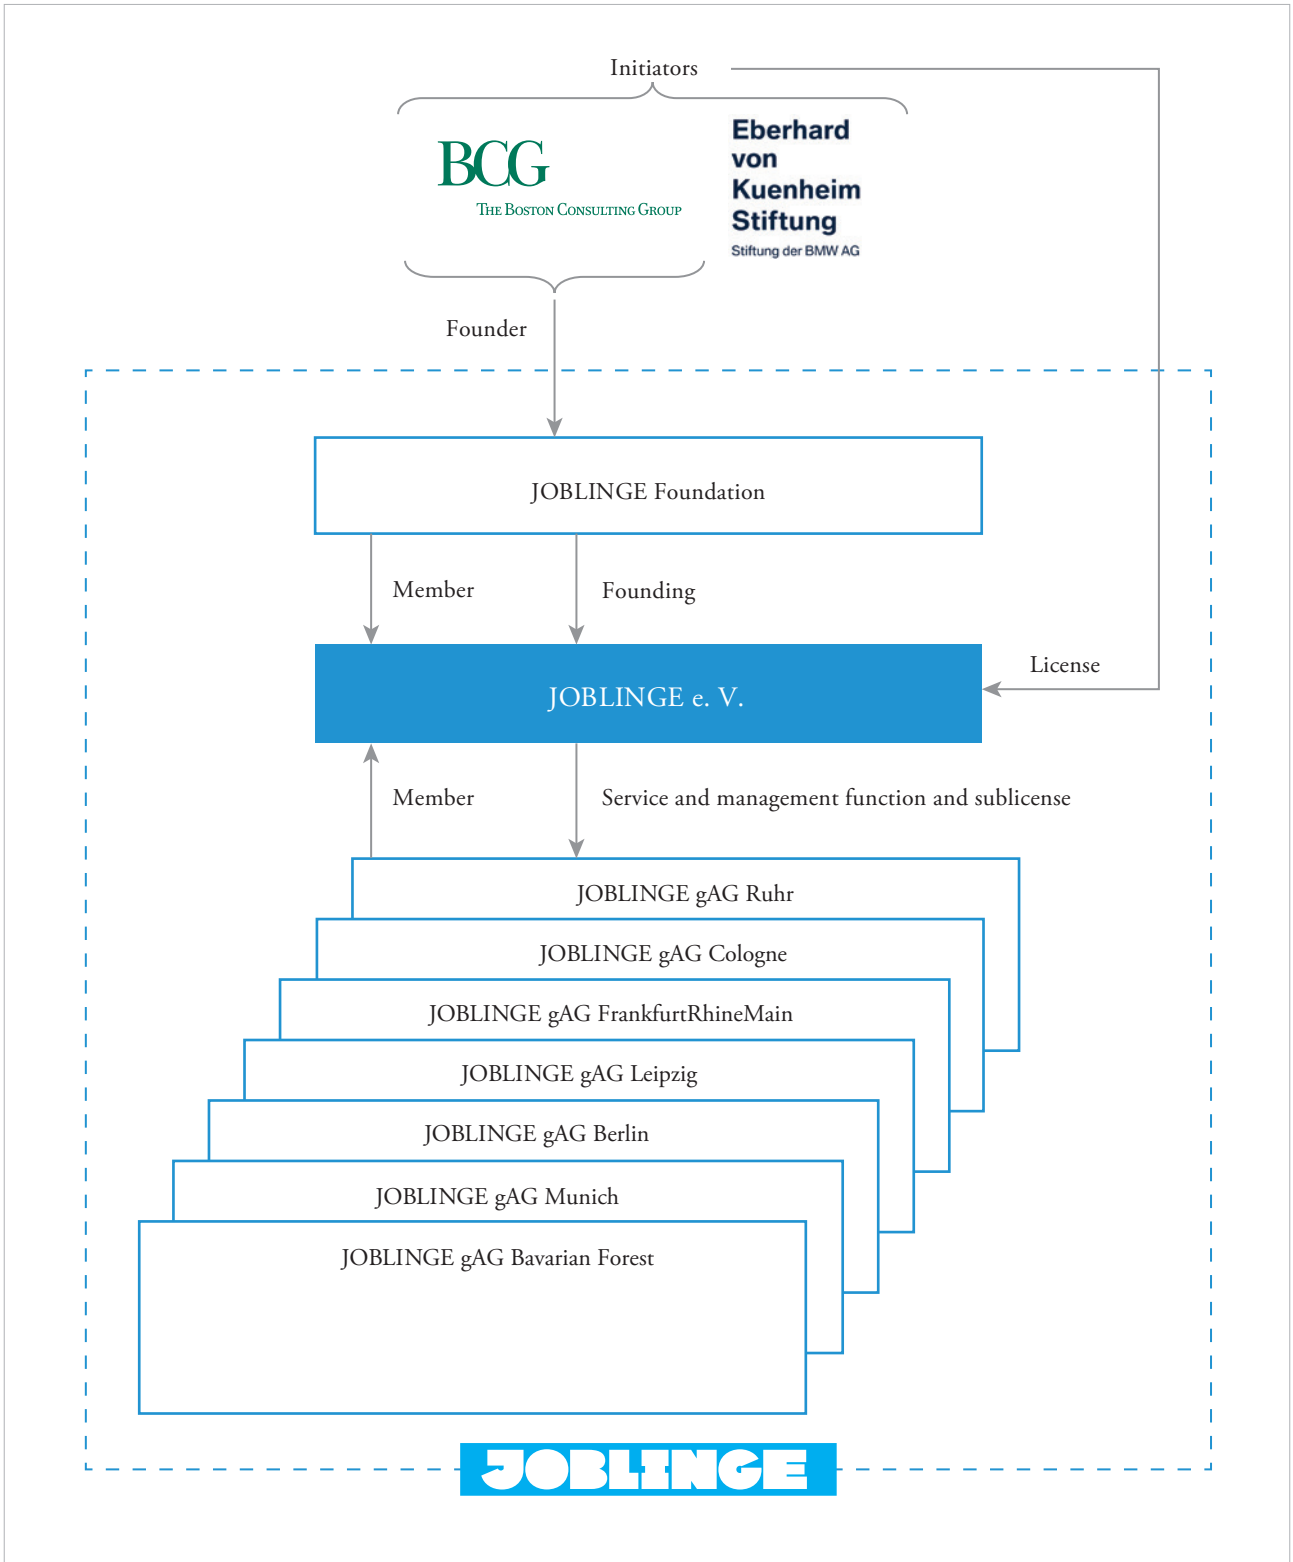 Initiators
BCG
THE BOSTON CONSULTING GROUP
Eberhard
von
Kuenheim
Stiftung
Stiftung der BMW AG
Founder
JOBLINGE Foundation
Member
Founding
License
JOBLINGE e. V.
Member
Service and management function and sublicense
JOBLINGE gAG Ruhr
JOBLINGE gAG Cologne
JOBLINGE gAG FrankfurtRhineMain
JOBLINGE gAG Leipzig
JOBLINGE gAG Berlin
JOBLINGE gAG Munich
JOBLINGE gAG Bavarian Forest
JOBLINGE